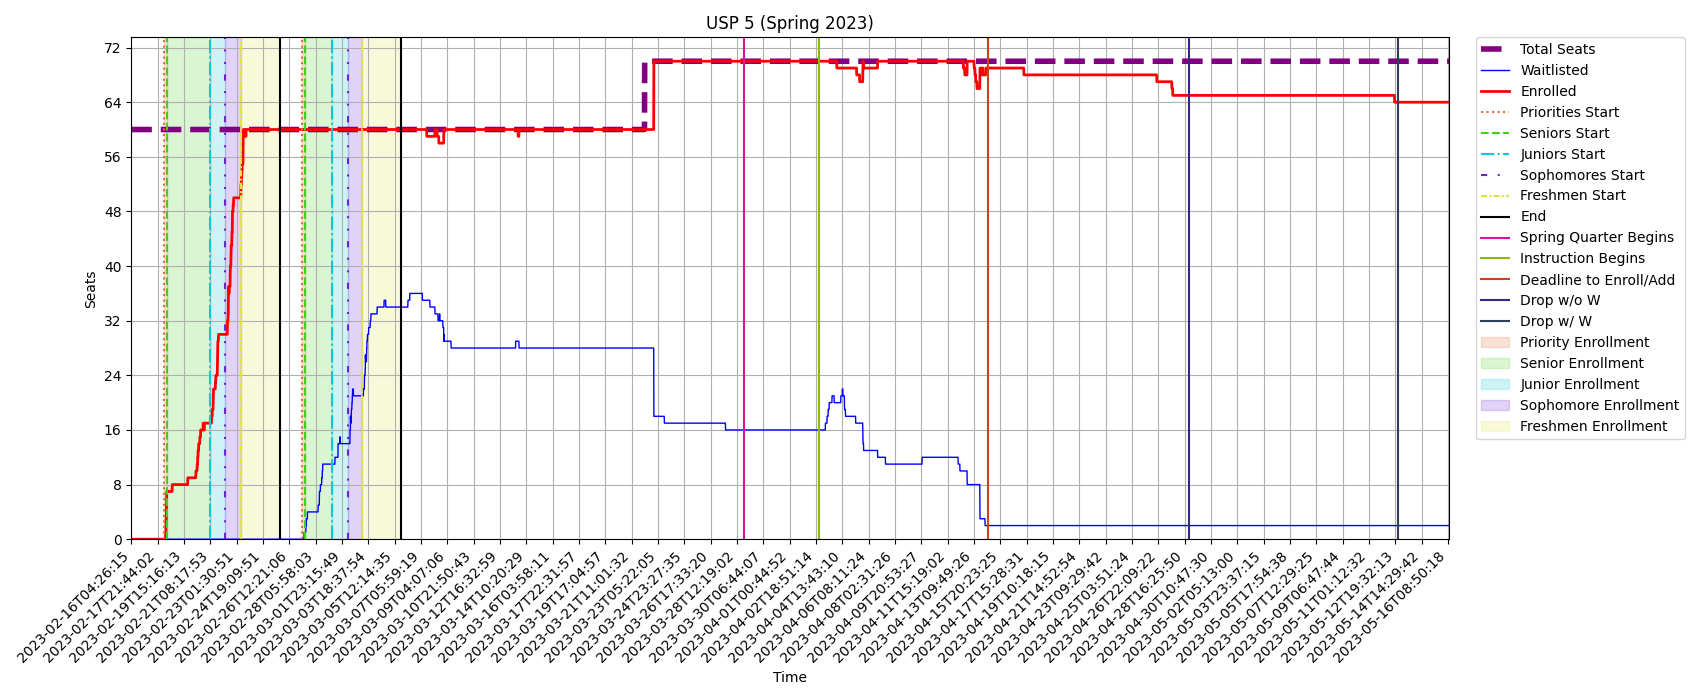 USP 5 (Spring 2023)
Seats
72
64
56
48
40
32
24
16
8
0
2023-02-16T04:26:15
2023-02-17T21:44:02
2023-02-19T15:16:13
2023-02-21T08:17:53
2023-02-23T01:30:51
2023-02-24T19:09:51
2023-02-26T12:21:06
2023-02-28T05:58:03
2023-03-01T23:15:49
2023-03-03T18:37:54
2023-03-05T12:14:35
2023-03-07T05:59:19
2023-03-09T04:07:06
2023-03-10T21:50:43
2023-03-12T16:32:59
2023-03-14T10:20:29
2023-03-16T03:58:11
2023-03-17T22:31:57
2023-03-19T17:04:57
2023-03-21T11:01:32
2023-03-23T05:22:05
2023-03-24T23:27:35
2023-03-26T17:33:20
2023-03-28T12:19:02
2023-03-30T06:44:07
2023-04-01T00:44:52
2023-04-02T18:51:14
2023-04-04T13:43:10
2023-04-06T08:11:24
2023-04-08T02:31:26
2023-04-09T20:53:27
2023-04-11T15:19:02
2023-04-13T09:49:26
2023-04-15T20:23:25
2023-04-17T15:28:31
2023-04-19T10:18:15
2023-04-21T14:52:54
2023-04-23T09:29:42
2023-04-25T03:51:24
2023-04-26T22:09:22
2023-04-28T16:25:50
2023-04-30T10:47:30
2023-05-02T05:13:00
2023-05-03T23:37:15
2023-05-05T17:54:38
2023-05-07T12:29:25
2023-05-09T06:47:44
2023-05-11T01:12:32
2023-05-12T19:32:13
2023-05-14T14:29:42
2023-05-16T08:50:18
Time
Total Seats
Waitlisted
Enrolled
Priorities Start
Seniors Start
Juniors Start
Sophomores Start
Freshmen Start
End
Spring Quarter Begins
Instruction Begins
Deadline to Enroll/Add
Drop w/o W
Drop w/ W
Priority Enrollment
Senior Enrollment
Junior Enrollment
Sophomore Enrollment
Freshmen Enrollment